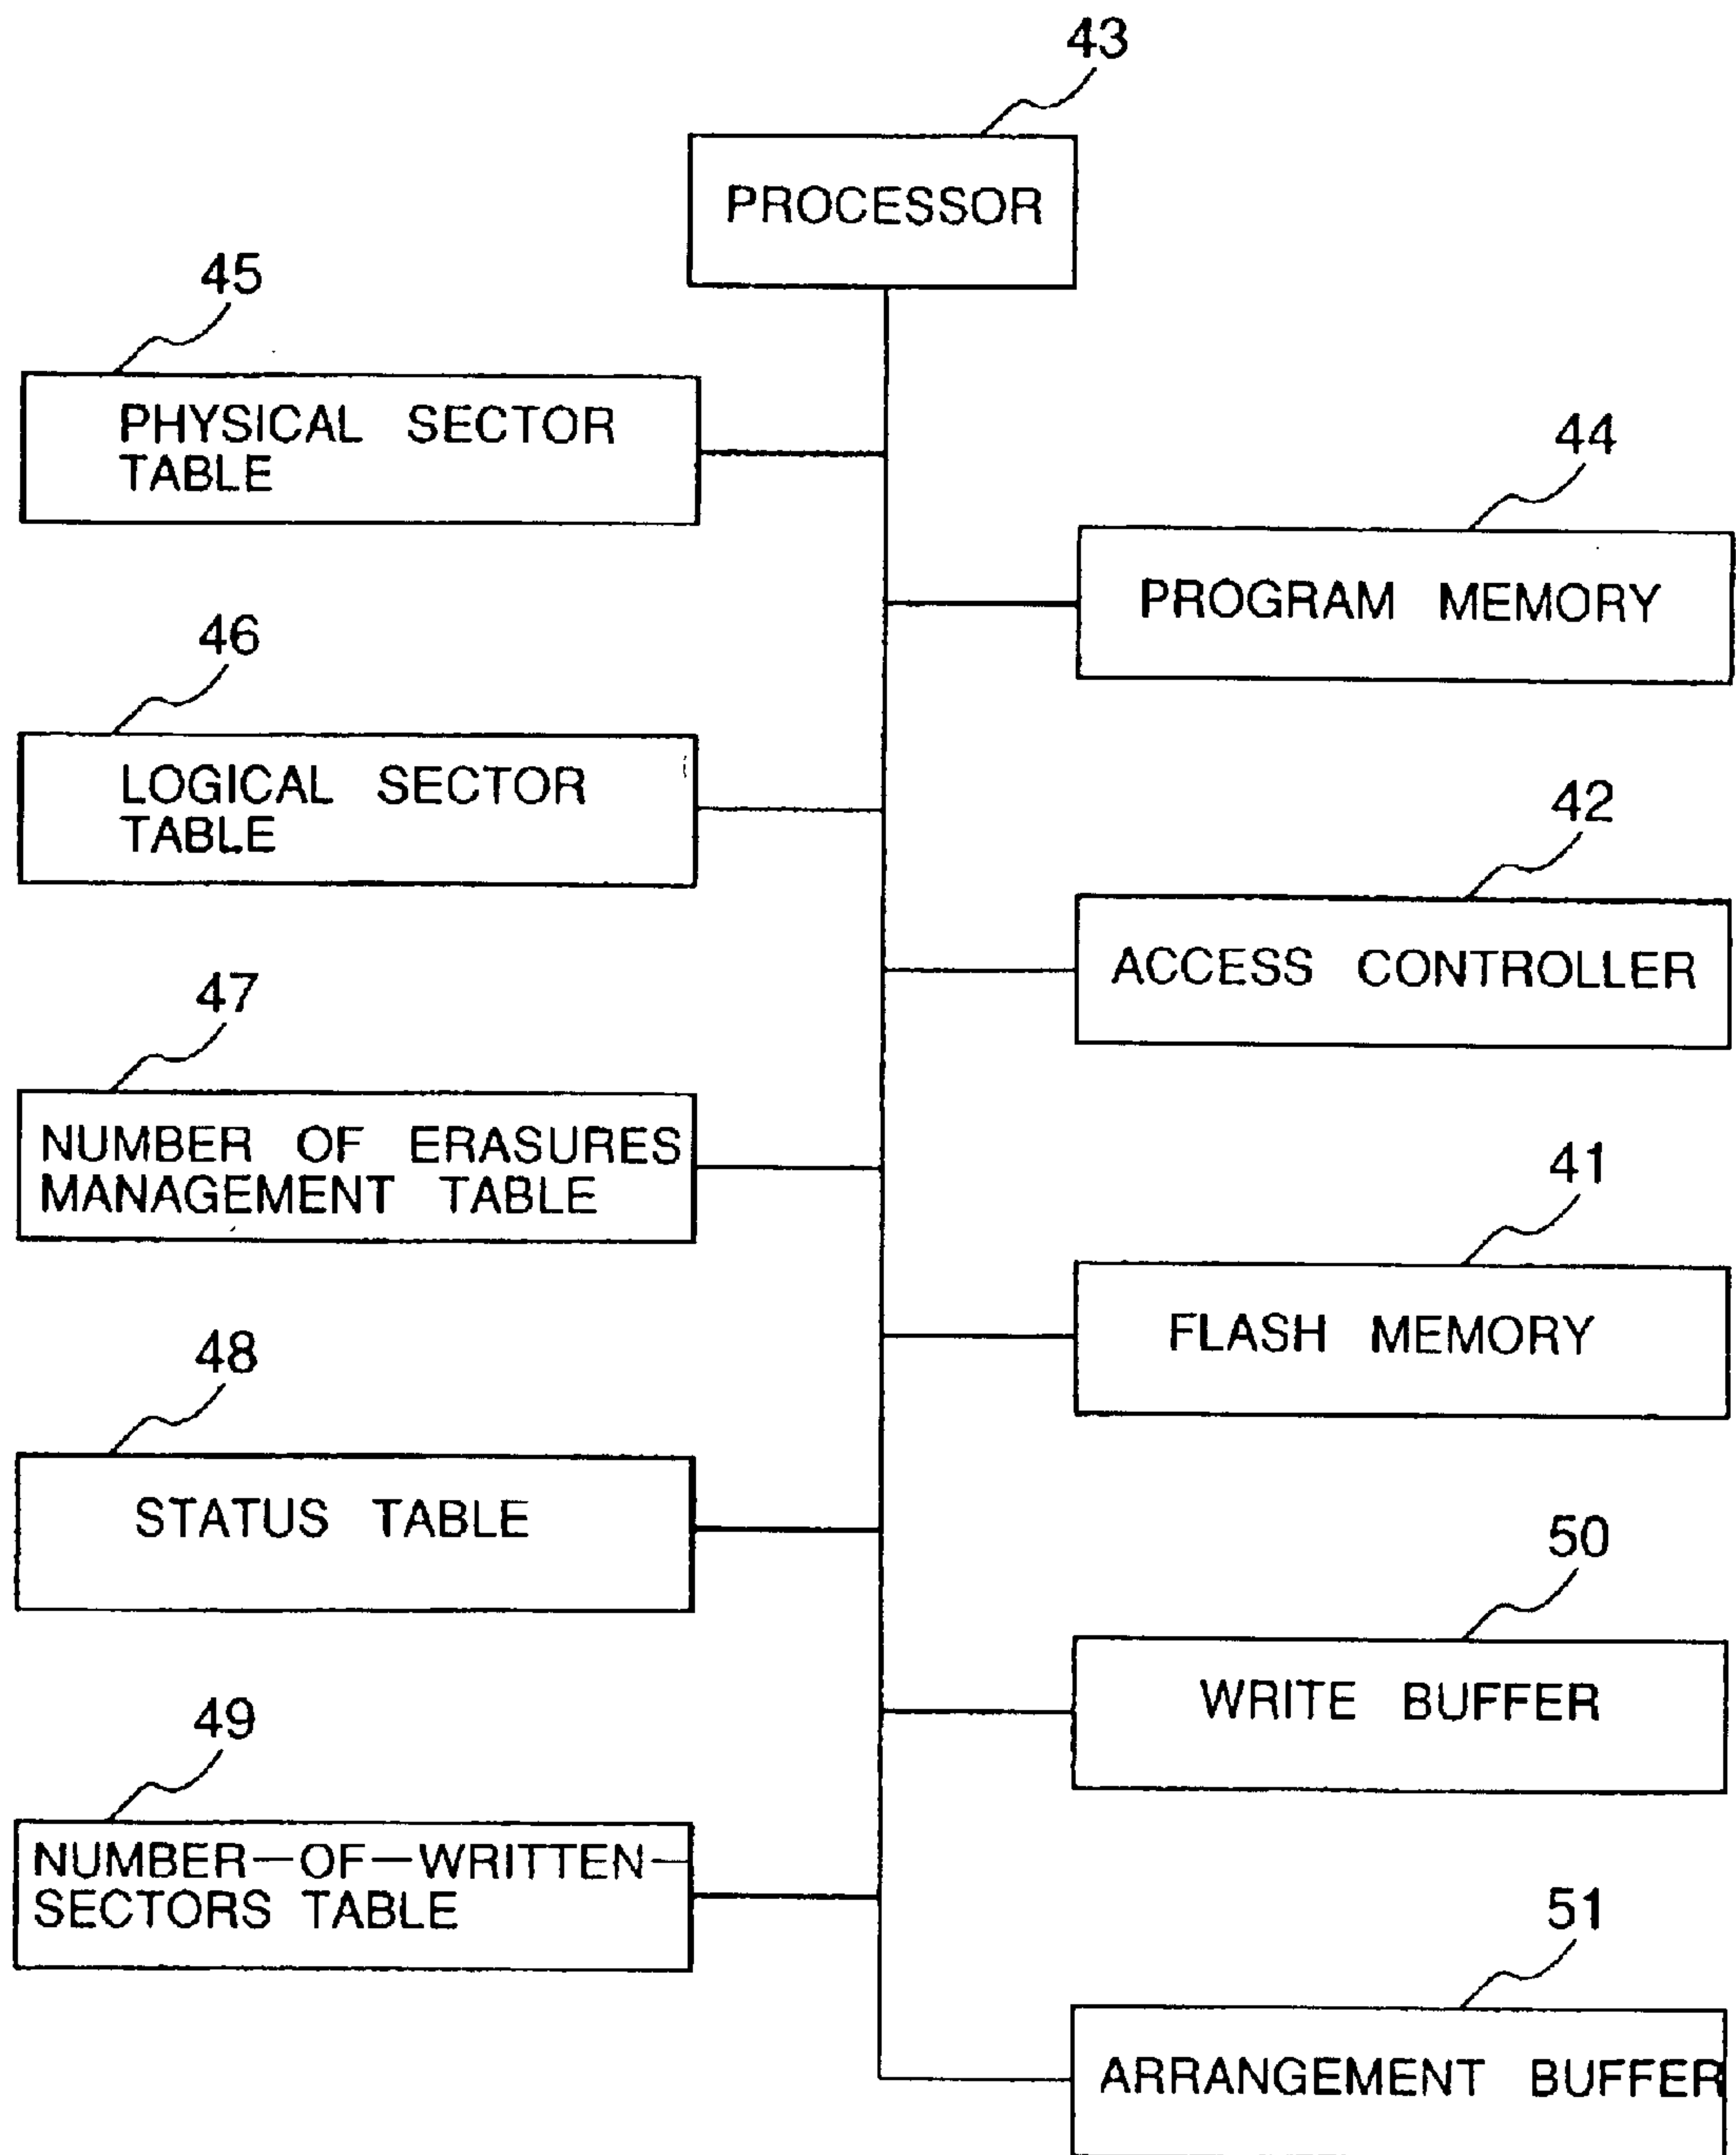 43
PROCESSOR
45
PHYSICAL SECTOR
TABLE
44
PROGRAM MEMORY
46
LOGICAL SECTOR
TABLE
42
ACCESS CONTROLLER
47
NUMBER OF ERASURES
MANAGEMENT TABLE
41
FLASH MEMORY
48
STATUS TABLE
50
WRITE BUFFER
49
NUMBER-OF-WRITTEN-
SECTORS TABLE
51
ARRANGEMENT BUFFER